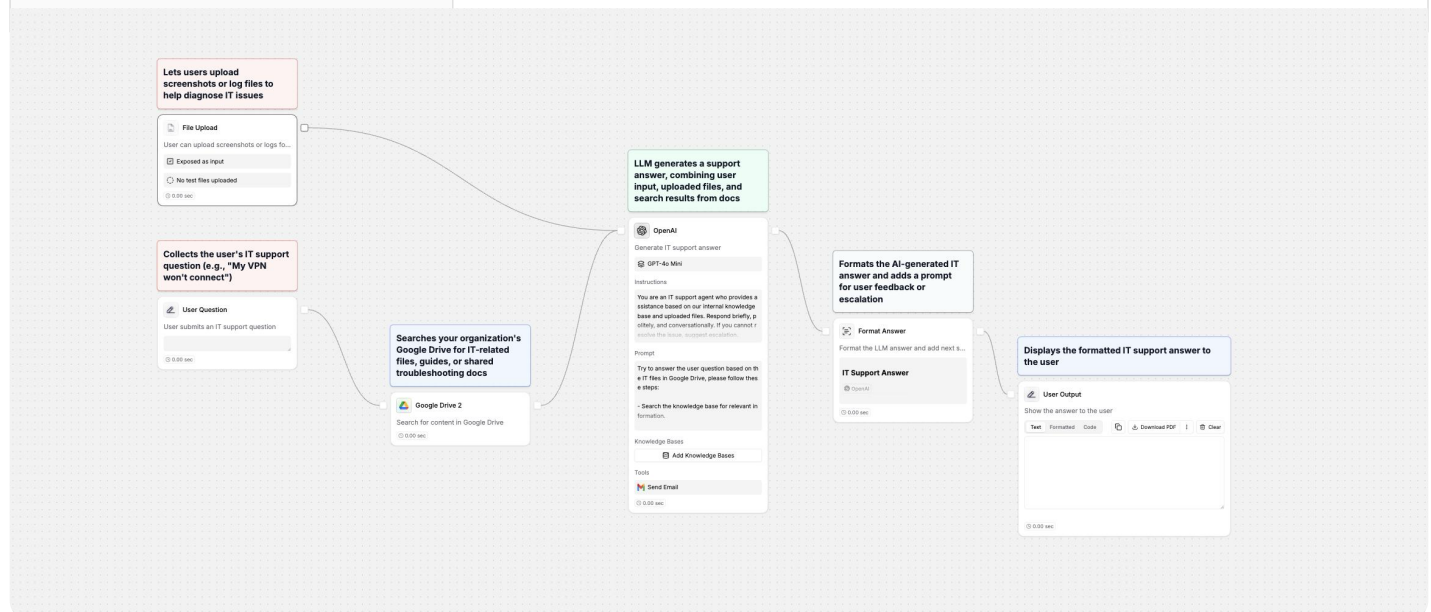 Lets users upload
screenshots or log files to
help diagnose IT issues
File Upload
User can upload screenshots or logs fo...
Exposed as input
No test files uploaded
0.00 sec
Collects the user's IT support
question (e.g., "My VPN
won't connect")
User Question
User submits an IT support question
0.00 sec
Searches your organization's
Google Drive for IT-related
files, guides, or shared
troubleshooting docs
Google Drive 2
Search for content in Google Drive
0.00 sec
LLM generates a support
answer, combining user
input, uploaded files, and
search results from docs
OpenAI
Generate IT support answer
GPT-4o Mini
Instructions
You are an IT support agent who provides a
ssistance based on our internal knowledge
base and uploaded files. Respond briefly, p
olitely, and conversationally. If you cannot r
esolve the issue, suggest escalation.
Prompt
Try to answer the user question based on th
e IT files in Google Drive, please follow thes
e steps:
- Search the knowledge base for relevant in
formation.
Knowledge Bases
Add Knowledge Bases
Tools
Send Email
0.00 sec
Formats the AI-generated IT
answer and adds a prompt
for user feedback or
escalation
Format Answer
Format the LLM answer and add next s...
IT Support Answer
OpenAI
0.00 sec
Displays the formatted IT support answer to
the user
User Output
Show the answer to the user
Text Formatted Code Download PDF Clear
0.00 sec